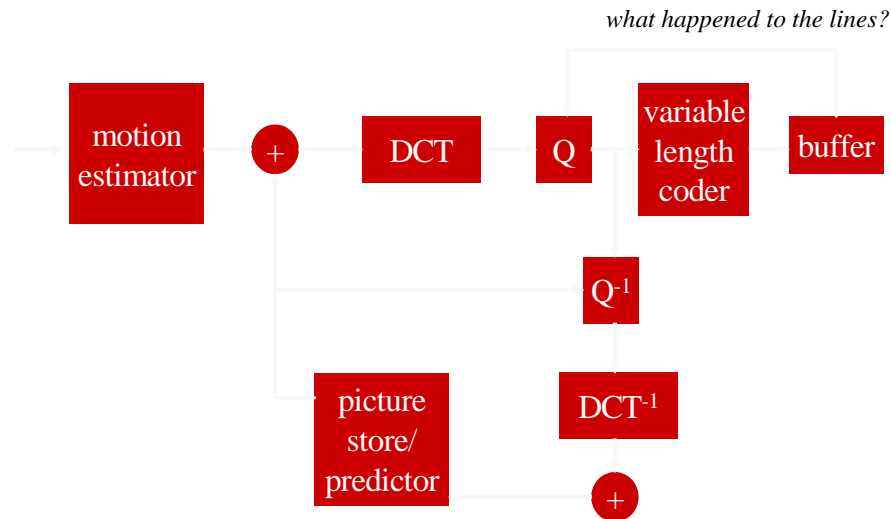 what happened to the lines?
motion
estimator
+
DCT
Q
variable
length
coder
buffer
Q⁻¹
DCT⁻¹
picture
store/
predictor
+